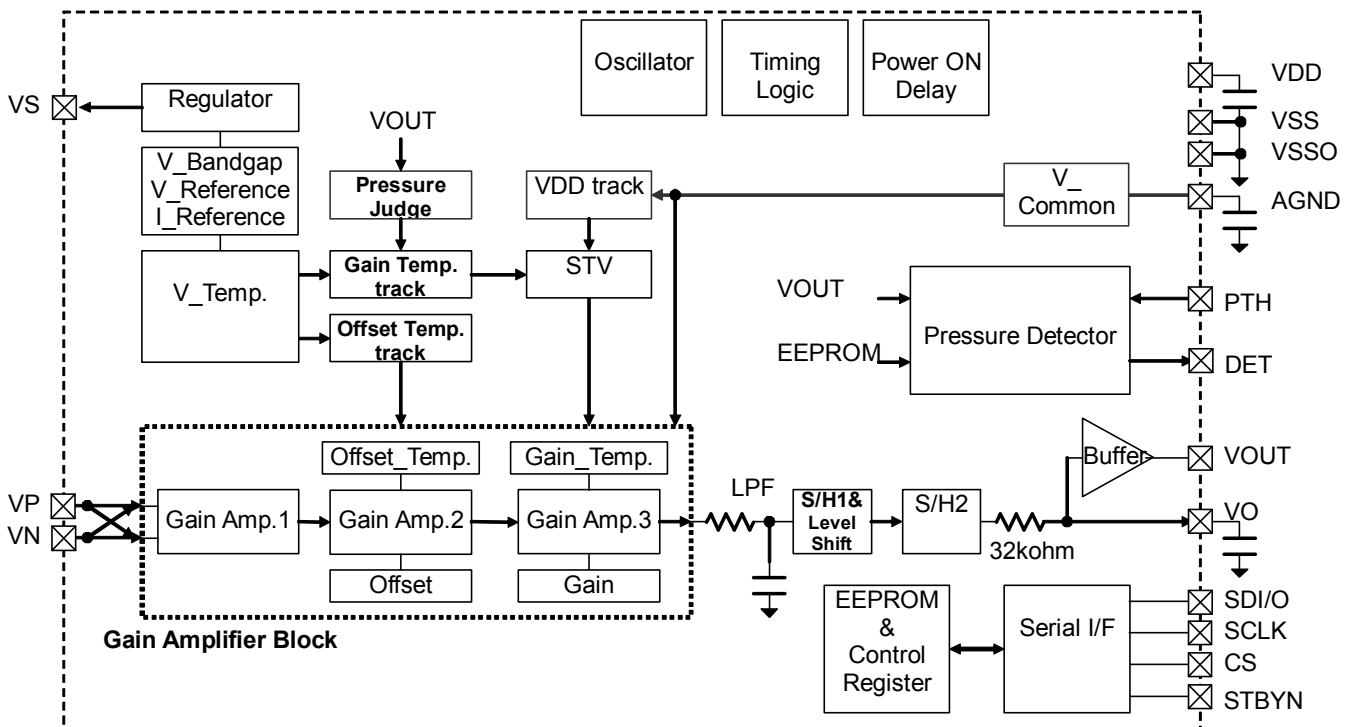 Oscillator
Timing
Logic
Power ON
Delay
VDD
VS
Regulator
VOUT
VSS
VSSO
V_Bandgap
V_Reference
I_Reference
Pressure
Judge
VDD track
V_
Common
AGND
V_Temp.
Gain Temp.
track
STV
VOUT
PTH
Offset Temp.
track
EEPROM
Pressure Detector
DET
Offset_Temp.
Gain_Temp.
Buffer
VOUT
VP
VN
Gain Amp.1
Gain Amp.2
Gain Amp.3
LPF
S/H1&
Level
Shift
S/H2
32kohm
VO
Offset
Gain
Gain Amplifier Block
EEPROM
&
Control
Register
Serial I/F
SDI/O
SCLK
CS
STBYN